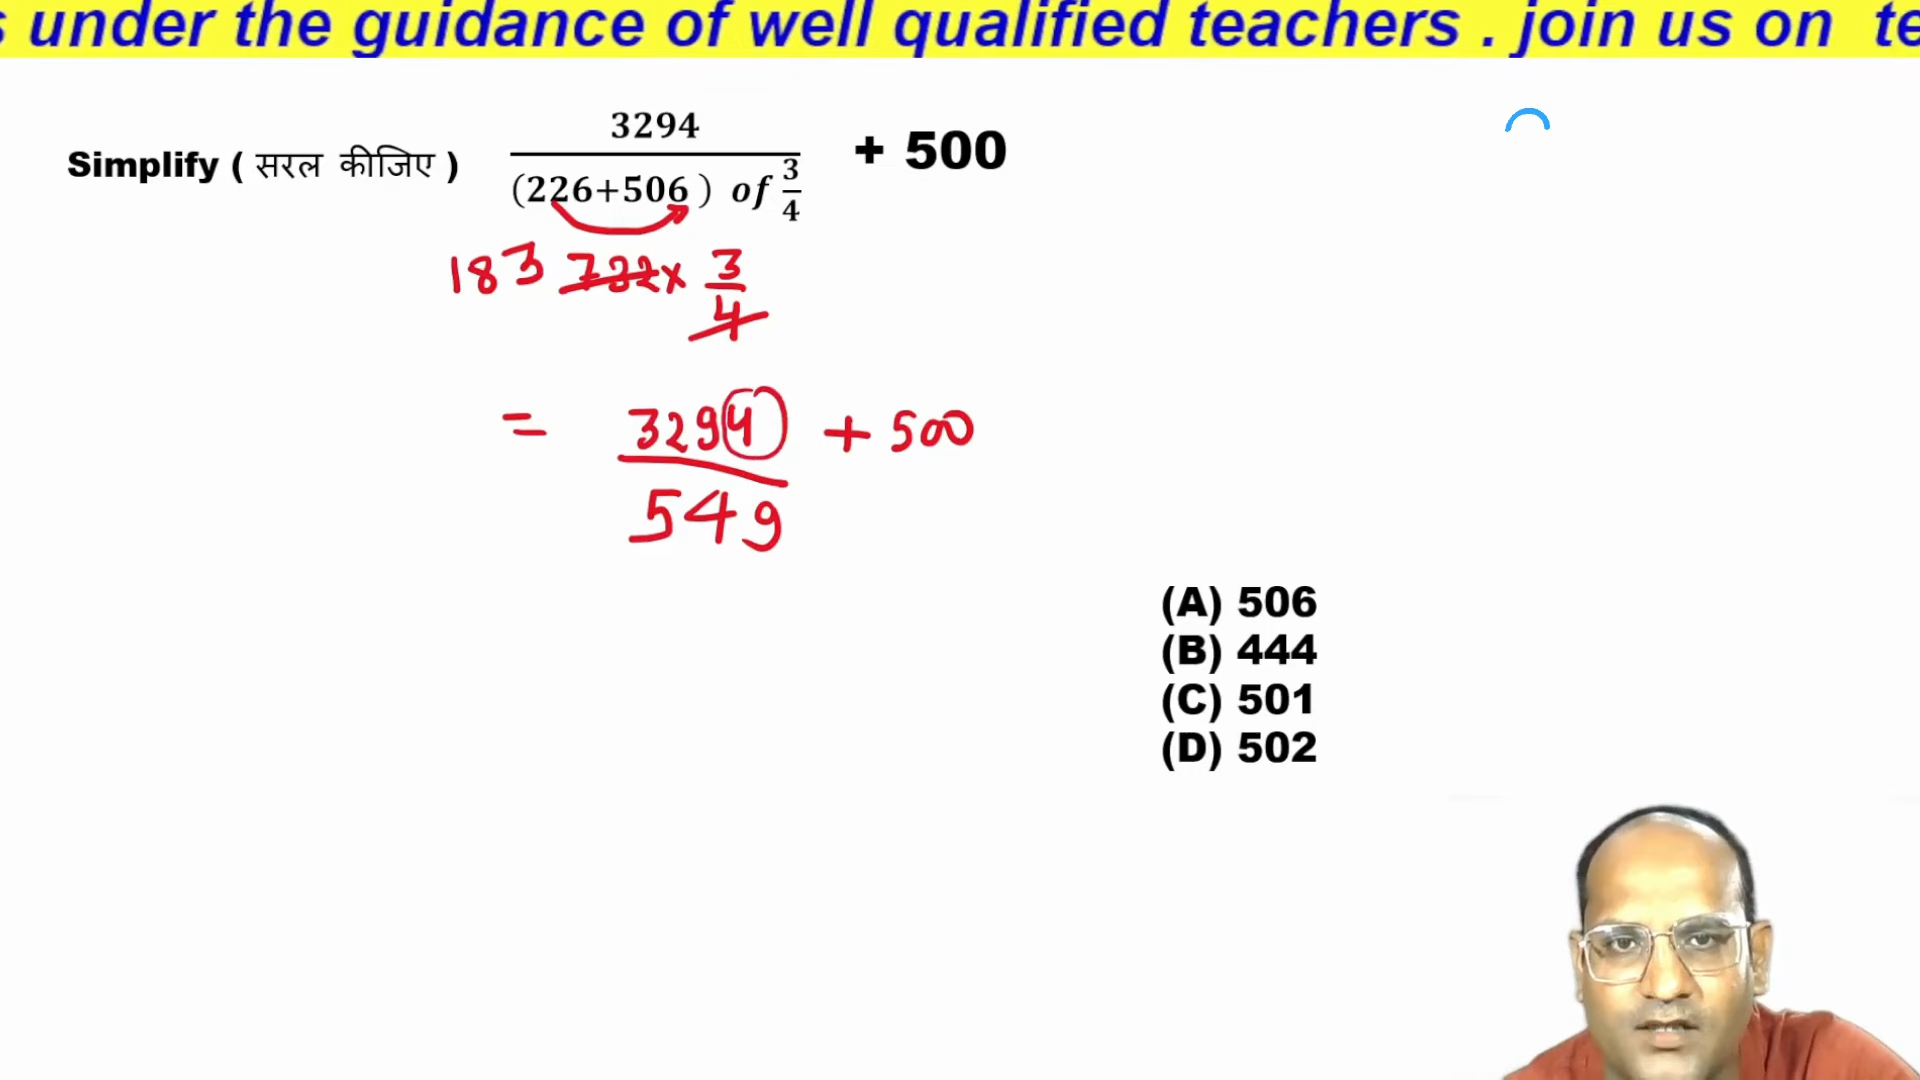 s under the guidance of well qualified teachers . join us on te
Simplify ( सरल कीजिए ) 3294 / (226+506 ) of 3/4 + 500
183 732 x 3/4
= 3294/549 + 500
(A) 506
(B) 444
(C) 501
(D) 502